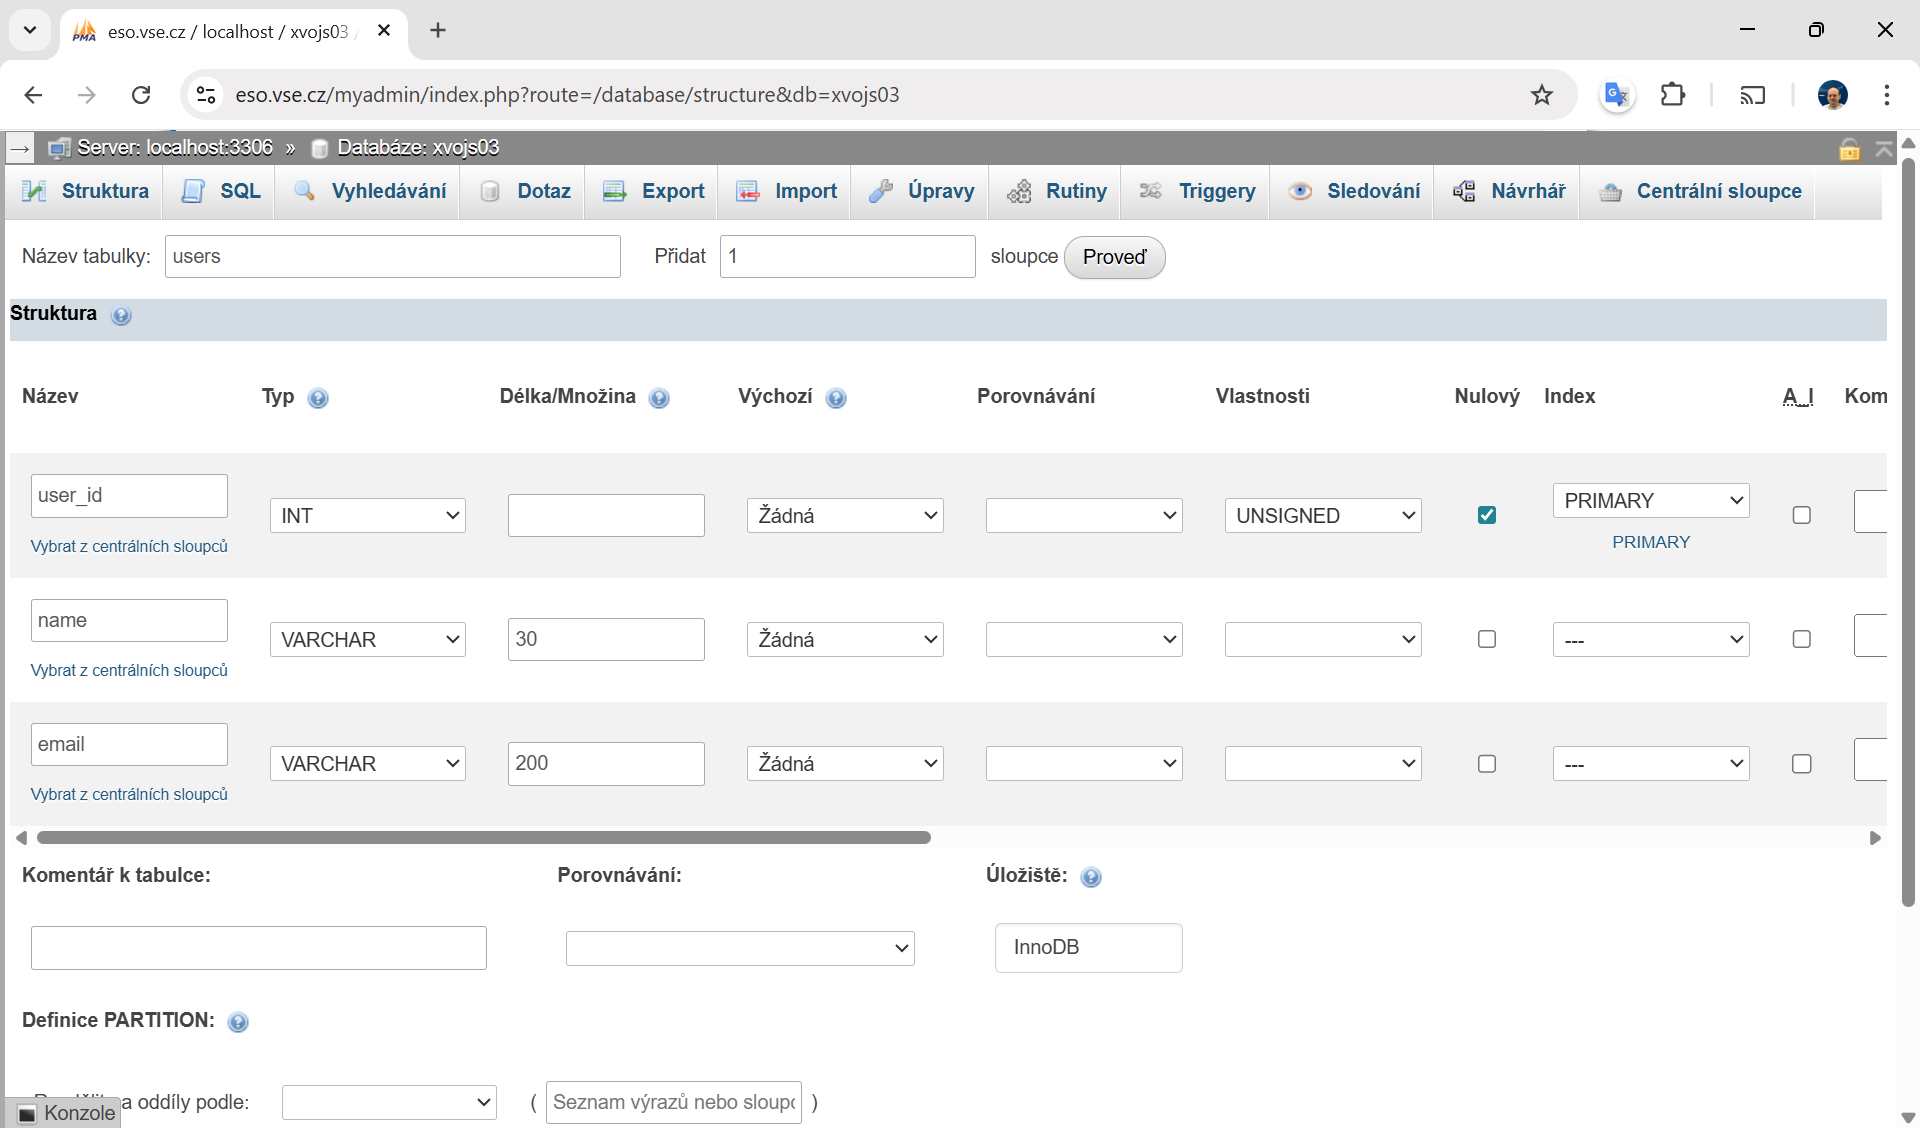 eso.vse.cz / localhost / xvojs03
eso.vse.cz/myadmin/index.php?route=/database/structure&db=xvojs03
Server: localhost:3306 » Databáze: xvojs03
Struktura SQL Vyhledávání Dotaz Export Import Úpravy Rutiny Triggery Sledování Návrhář Centrální sloupce
Název tabulky: users Přidat 1 sloupce Proveď
Struktura
Název Typ Délka/Množina Výchozí Porovnávání Vlastnosti Nulový Index A_I Kom
user_id INT Žádná UNSIGNED PRIMARY
Vybrat z centrálních sloupců PRIMARY
name VARCHAR 30 Žádná ---
Vybrat z centrálních sloupců
email VARCHAR 200 Žádná ---
Vybrat z centrálních sloupců
Komentář k tabulce: Porovnávání: Úložiště:
InnoDB
Definice PARTITION:
a oddíly podle: ( Seznam výrazů nebo sloupc )
Konzole